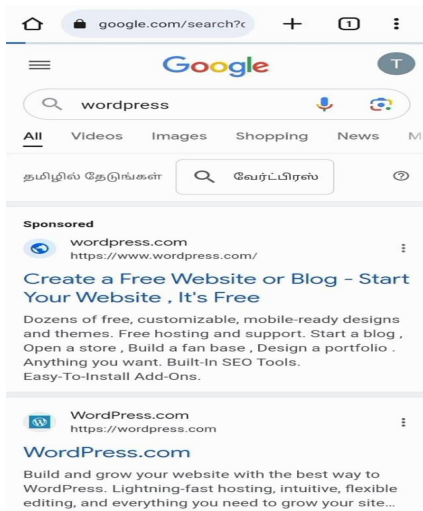 google.com/search?c
1
Google
T
wordpress
All Videos Images Shopping News M
தமிழில் தேடுங்கள் வேர்ட்பிரஸ்
Sponsored
wordpress.com
https://www.wordpress.com/
Create a Free Website or Blog - Start
Your Website , It's Free
Dozens of free, customizable, mobile-ready designs
and themes. Free hosting and support. Start a blog ,
Open a store , Build a fan base , Design a portfolio .
Anything you want. Built-In SEO Tools.
Easy-To-Install Add-Ons.
WordPress.com
https://wordpress.com
WordPress.com
Build and grow your website with the best way to
WordPress. Lightning-fast hosting, intuitive, flexible
editing, and everything you need to grow your site...